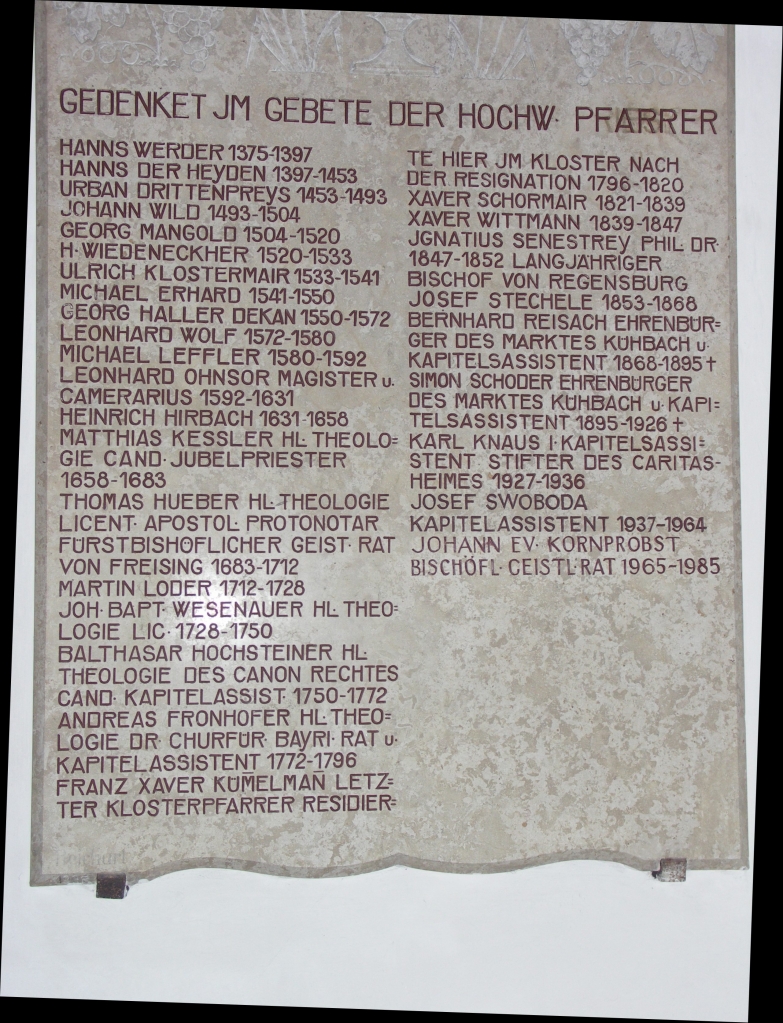 GEDENKET JM GEBETE DER HOCHW· PFARRER
HANNS WERDER 1375-1397
HANNS DER HEYDEN 1397-1453
URBAN DRITTENPREYS 1453-1493
JOHANN WILD 1493-1504
GEORG MANGOLD 1504-1520
H·WIEDENECKHER 1520-1533
ULRICH KLOSTERMAIR 1533-1541
MICHAEL ERHARD 1541-1550
GEORG HALLER DEKAN 1550-1572
LEONHARD WOLF 1572-1580
MICHAEL LEFFLER 1580-1592
LEONHARD OHNSOR MAGISTER u.
CAMERARIUS 1592-1631
HEINRICH HIRBACH 1631-1658
MATTHIAS KESSLER HL· THEOLO=
GIE CAND· JUBELPRIESTER
1658-1683
THOMAS HUEBER HL·THEOLOGIE
LICENT· APOSTOL· PROTONOTAR
FÜRSTBISHÖFLICHER GEIST· RAT
VON FREISING 1683-1712
MARTIN LODER 1712-1728
JOH· BAPT· WESENAUER HL· THEO=
LOGIE LIC· 1728-1750
BALTHASAR HOCHSTEINER HL·
THEOLOGIE DES CANON RECHTES
CAND· KAPITELASSIST 1750-1772
ANDREAS FRONHOFER HL·THEO=
LOGIE DR· CHURFÜR· BAYRI· RAT u·
KAPITELASSISTENT 1772-1796
FRANZ XAVER KÜMELMAN̄ LETZ=
TER KLOSTERPFARRER RESIDIER=
TE HIER JM KLOSTER NACH
DER RESIGNATION 1796-1820
XAVER SCHORMAIR 1821-1839
XAVER WITTMANN 1839-1847
JGNATIUS SENESTREY PHIL· DR·
1847-1852 LANGJÄHRIGER
BISCHOF VON REGENSBURG
JOSEF STECHELE 1853-1868
BERNHARD REISACH EHRENBÜR=
GER DES MARKTES KÜHBACH u·
KAPITELSASSISTENT 1868-1895 †
SIMON SCHODER EHRENBÜRGER
DES MARKTES KÜHBACH u· KAPI=
TELSASSISTENT 1895-1926 †
KARL KNAUS I· KAPITELSASSI=
STENT· STIFTER DES CARITAS-
HEIMES 1927-1936
JOSEF SWOBODA
KAPITELASSISTENT 1937-1964
JOHANN EV· KORNPROBST
BISCHÖFL· GEISTL·RAT 1965-1985